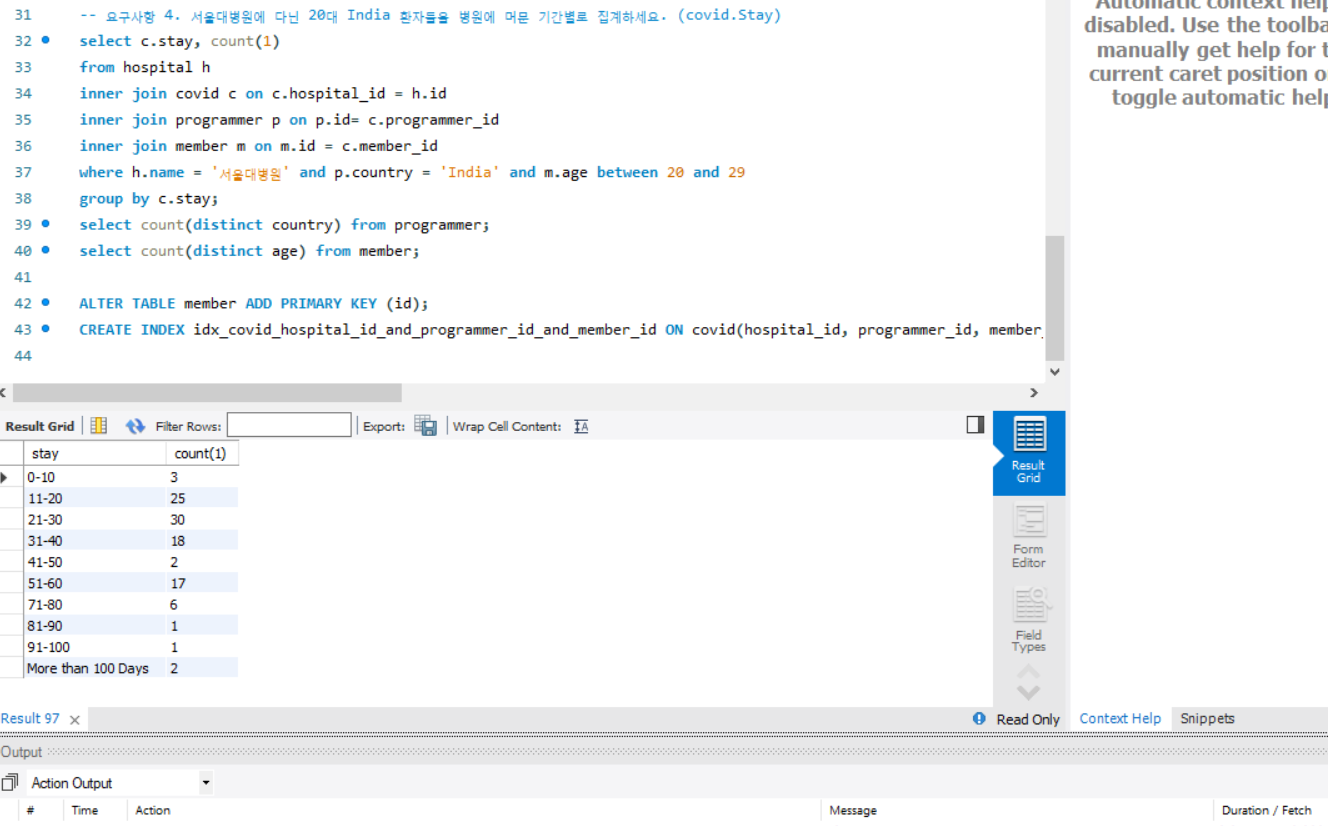 31 -- 요구사항 4. 서울대병원에 다닌 20대 India 환자들을 병원에 머문 기간별로 집계하세요. (covid.Stay)
32 select c.stay, count(1)
33 from hospital h
34 inner join covid c on c.hospital_id = h.id
35 inner join programmer p on p.id= c.programmer_id
36 inner join member m on m.id = c.member_id
37 where h.name = '서울대병원' and p.country = 'India' and m.age between 20 and 29
38 group by c.stay;
39 select count(distinct country) from programmer;
40 select count(distinct age) from member;
41
42 ALTER TABLE member ADD PRIMARY KEY (id);
43 CREATE INDEX idx_covid_hospital_id_and_programmer_id_and_member_id ON covid(hospital_id, programmer_id, member_
44
Automatic context help
disabled. Use the toolba
manually get help for t
current caret position o
toggle automatic help
Result Grid Filter Rows: Export: Wrap Cell Content:
stay count(1)
0-10 3
11-20 25
21-30 30
31-40 18
41-50 2
51-60 17
71-80 6
81-90 1
91-100 1
More than 100 Days 2
Result
Grid
Form
Editor
Field
Types
Result 97 Read Only Context Help Snippets
Output
Action Output
# Time Action Message Duration / Fetch